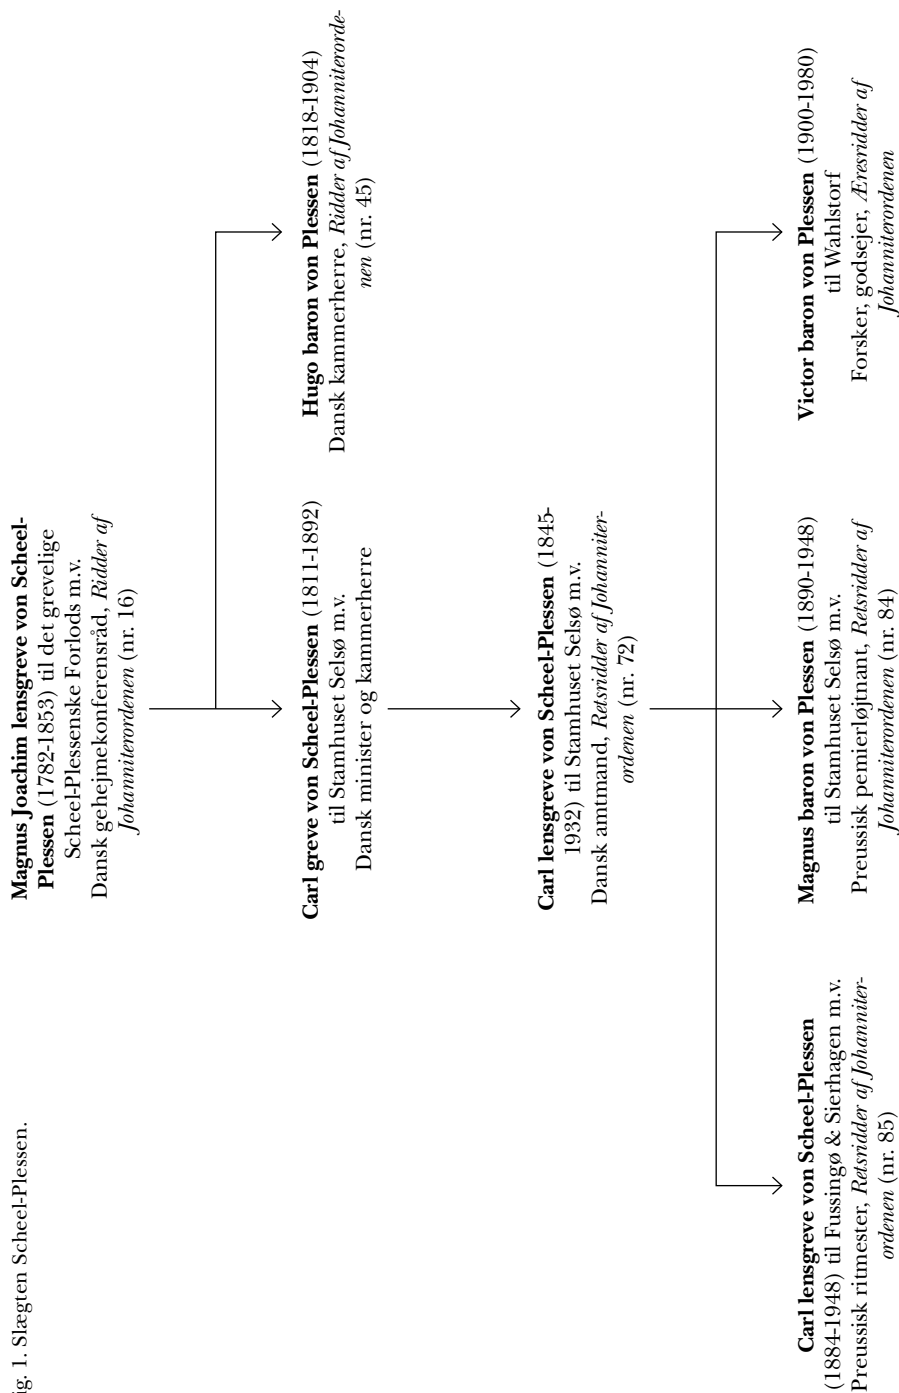 ig. 1. Slægten Scheel-Plessen.
Magnus Joachim lensgreve von Scheel-
Plessen (1782-1853) til det grevelige
Scheel-Plessenske Forlods m.v.
Dansk gehejmekonferensråd, Ridder af
Johanniterordenen (nr. 16)
Carl greve von Scheel-Plessen (1811-1892)
til Stamhuset Selsø m.v.
Dansk minister og kammerherre
Hugo baron von Plessen (1818-1904)
Dansk kammerherre, Ridder af Johanniterorde-
nen (nr. 45)
Carl lensgreve von Scheel-Plessen (1845-
1932) til Stamhuset Selsø m.v.
Dansk amtmand, Retsridder af Johanniter-
ordenen (nr. 72)
Carl lensgreve von Scheel-Plessen
(1884-1948) til Fussingø & Sierhagen m.v.
Preussisk ritmester, Retsridder af Johanniter-
ordenen (nr. 85)
Magnus baron von Plessen (1890-1948)
til Stamhuset Selsø m.v.
Preussisk pemierløjtnant, Retsridder af
Johanniterordenen (nr. 84)
Victor baron von Plessen (1900-1980)
til Wahlstorf
Forsker, godsejer, Æresridder af
Johanniterordenen